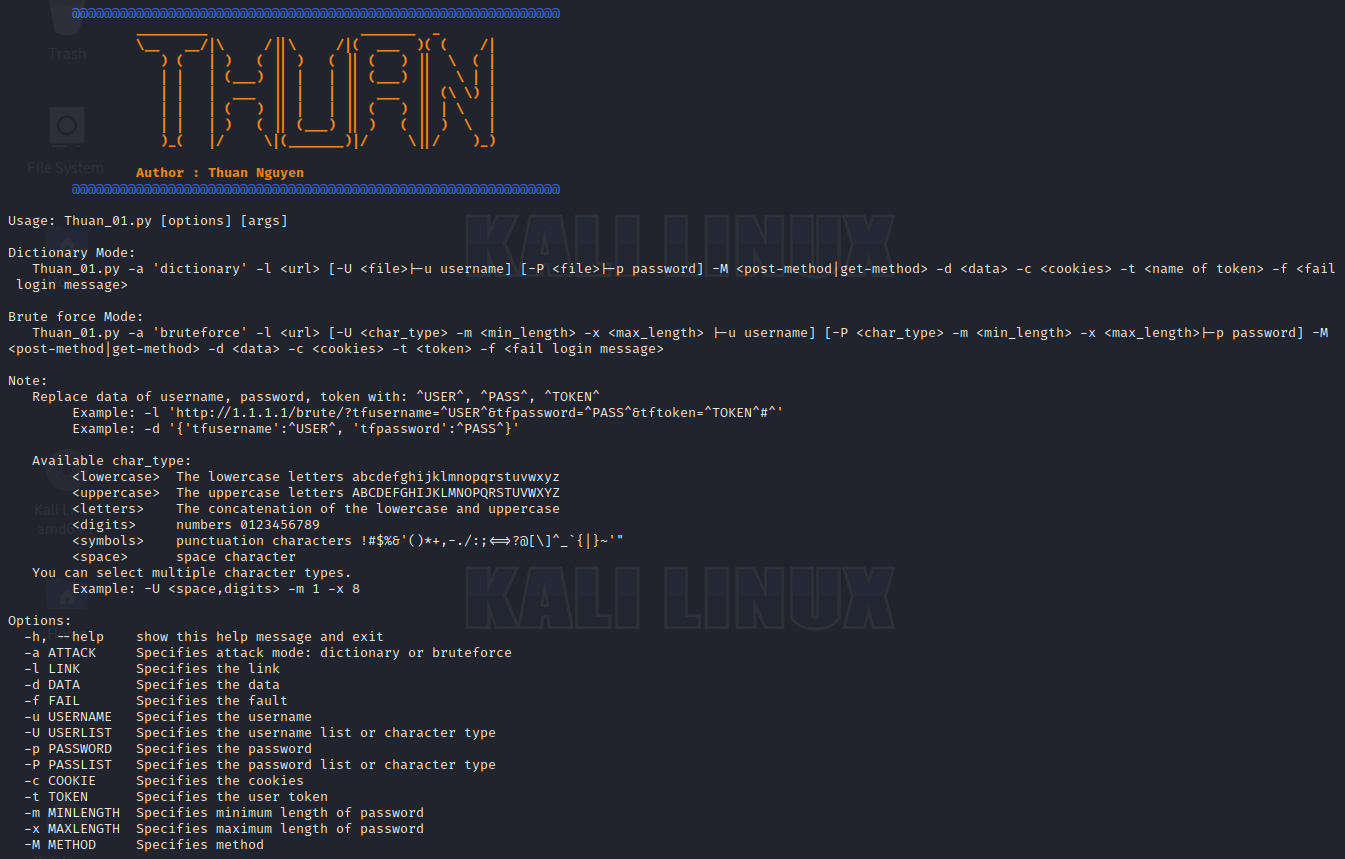 Trash
THUAN
File System
Author : Thuan Nguyen
@@@@@@@@@@@@@@@@@@@@@@@@@@@@@@@@@@@@@@@@@@@@@@@@@@@@@@@@@@@@@
Usage: Thuan_01.py [options] [args]
KALI LINUX
Dictionary Mode:
Thuan_01.py -a 'dictionary' -l <url> [-U <file>|-u username] [-P <file>|-p password] -M <post-method|get-method> -d <data> -c <cookies> -t <name of token> -f <fail
login message>
Brute force Mode:
Thuan_01.py -a 'bruteforce' -l <url> [-U <char_type> -m <min_length> -x <max_length> |-u username] [-P <char_type> -m <min_length> -x <max_length>|-p password] -M
<post-method|get-method> -d <data> -c <cookies> -t <token> -f <fail login message>
Note:
Replace data of username, password, token with: ^USER^, ^PASS^, ^TOKEN^
Example: -l 'http://1.1.1.1/brute/?tfusername=^USER^&tfpassword=^PASS^&tftoken=^TOKEN^#^'
Example: -d '{'tfusername':^USER^, 'tfpassword':^PASS^}'
Available char_type:
<lowercase>  The lowercase letters abcdefghijklmnopqrstuvwxyz
<uppercase>  The uppercase letters ABCDEFGHIJKLMNOPQRSTUVWXYZ
<letters>    The concatenation of the lowercase and uppercase
<digits>     numbers 0123456789
<symbols>    punctuation characters !#$%&'()*+,-./:;<=>?@[\]^_`{|}~'"
<space>      space character
You can select multiple character types.
Example: -U <space,digits> -m 1 -x 8
KALI LINUX
Options:
-h, --help    show this help message and exit
-a ATTACK     Specifies attack mode: dictionary or bruteforce
-l LINK       Specifies the link
-d DATA       Specifies the data
-f FAIL       Specifies the fault
-u USERNAME   Specifies the username
-U USERLIST   Specifies the username list or character type
-p PASSWORD   Specifies the password
-P PASSLIST   Specifies the password list or character type
-c COOKIE     Specifies the cookies
-t TOKEN      Specifies the user token
-m MINLENGTH  Specifies minimum length of password
-x MAXLENGTH  Specifies maximum length of password
-M METHOD     Specifies method